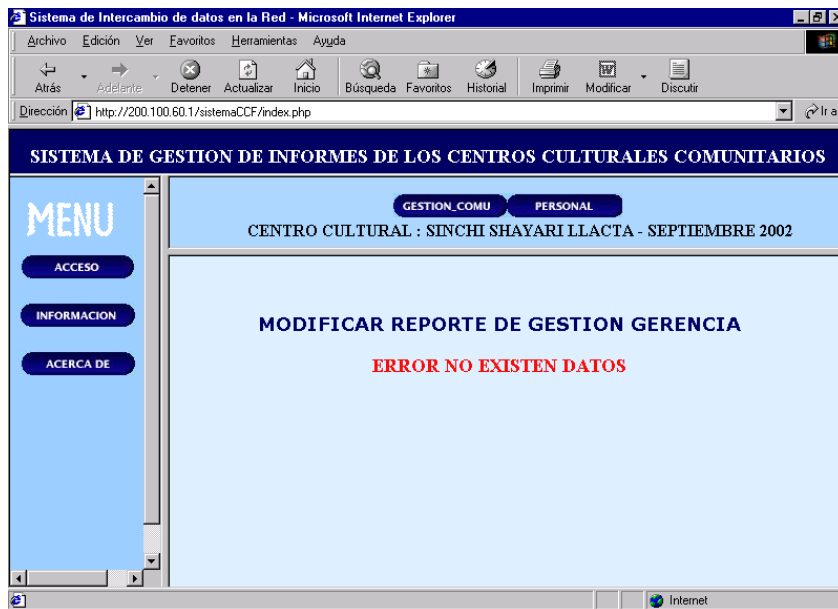 Sistema de Intercambio de datos en la Red - Microsoft Internet Explorer
Archivo Edición Ver Favoritos Herramientas Ayuda
Atrás Adelante Detener Actualizar Inicio Búsqueda Favoritos Historial Imprimir Modificar Discutir
Dirección http://200.100.60.1/sistemaCCF/index.php Ir a
SISTEMA DE GESTION DE INFORMES DE LOS CENTROS CULTURALES COMUNITARIOS
MENU
ACCESO
INFORMACION
ACERCA DE
GESTION_COMU PERSONAL
CENTRO CULTURAL : SINCHI SHAYARI LLACTA - SEPTIEMBRE 2002
MODIFICAR REPORTE DE GESTION GERENCIA
ERROR NO EXISTEN DATOS
Internet